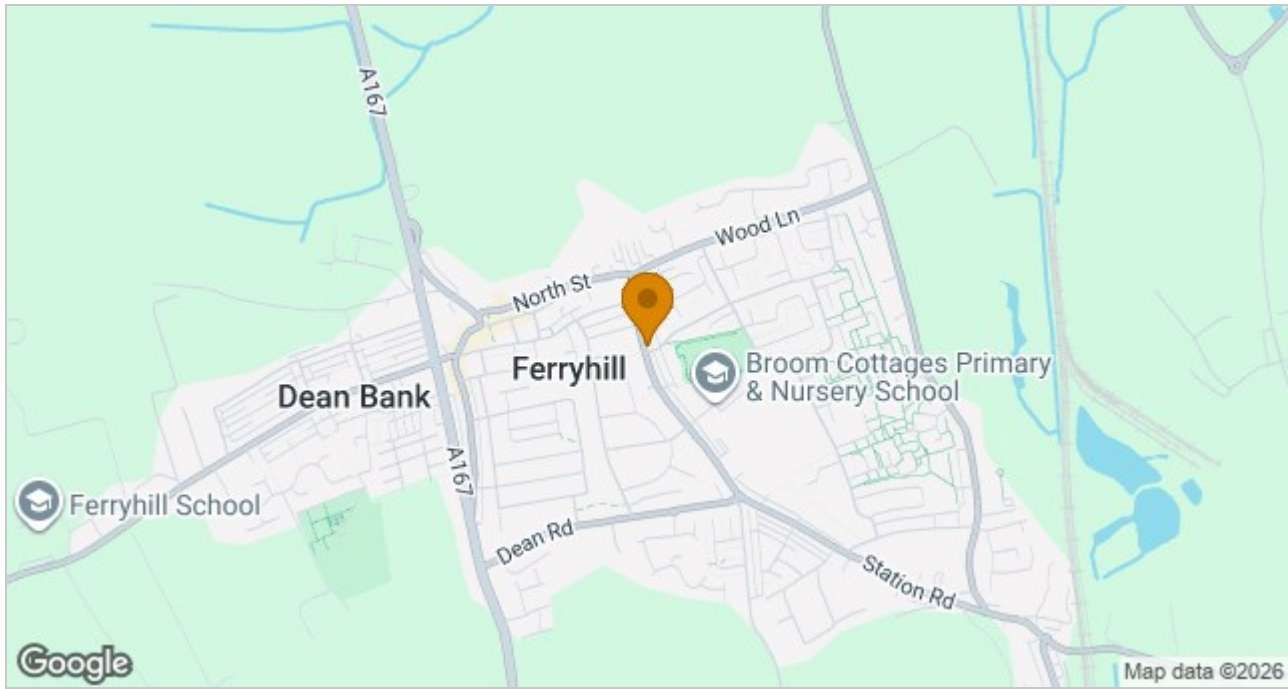 A167
Wood Ln
North St
Ferryhill
Broom Cottages Primary
& Nursery School
Dean Bank
A167
Ferryhill School
Dean Rd
Station Rd
Google
Map data ©2026